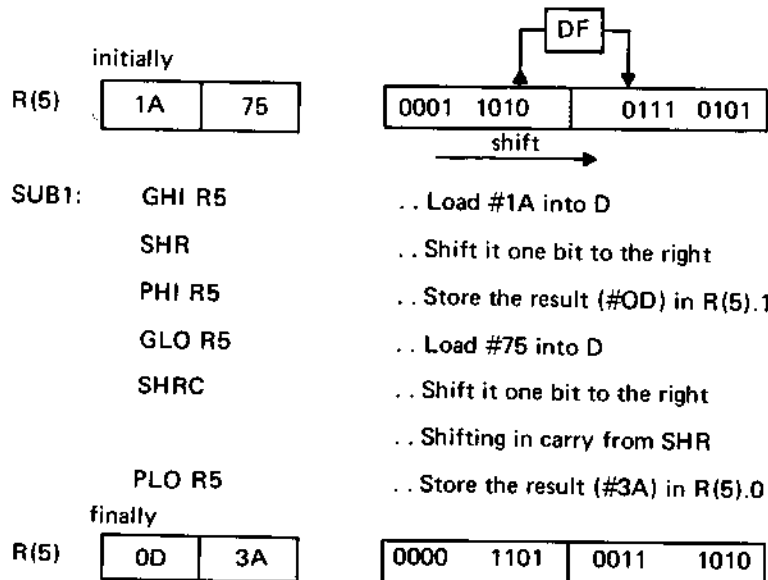 DF
initially
R(5) 1A 75 0001 1010 0111 0101
shift
SUB1: GHI R5 .. Load #1A into D
SHR .. Shift it one bit to the right
PHI R5 .. Store the result (#OD) in R(5).1
GLO R5 .. Load #75 into D
SHRC .. Shift it one bit to the right
.. Shifting in carry from SHR
PLO R5 .. Store the result (#3A) in R(5).0
finally
R(5) 0D 3A 0000 1101 0011 1010